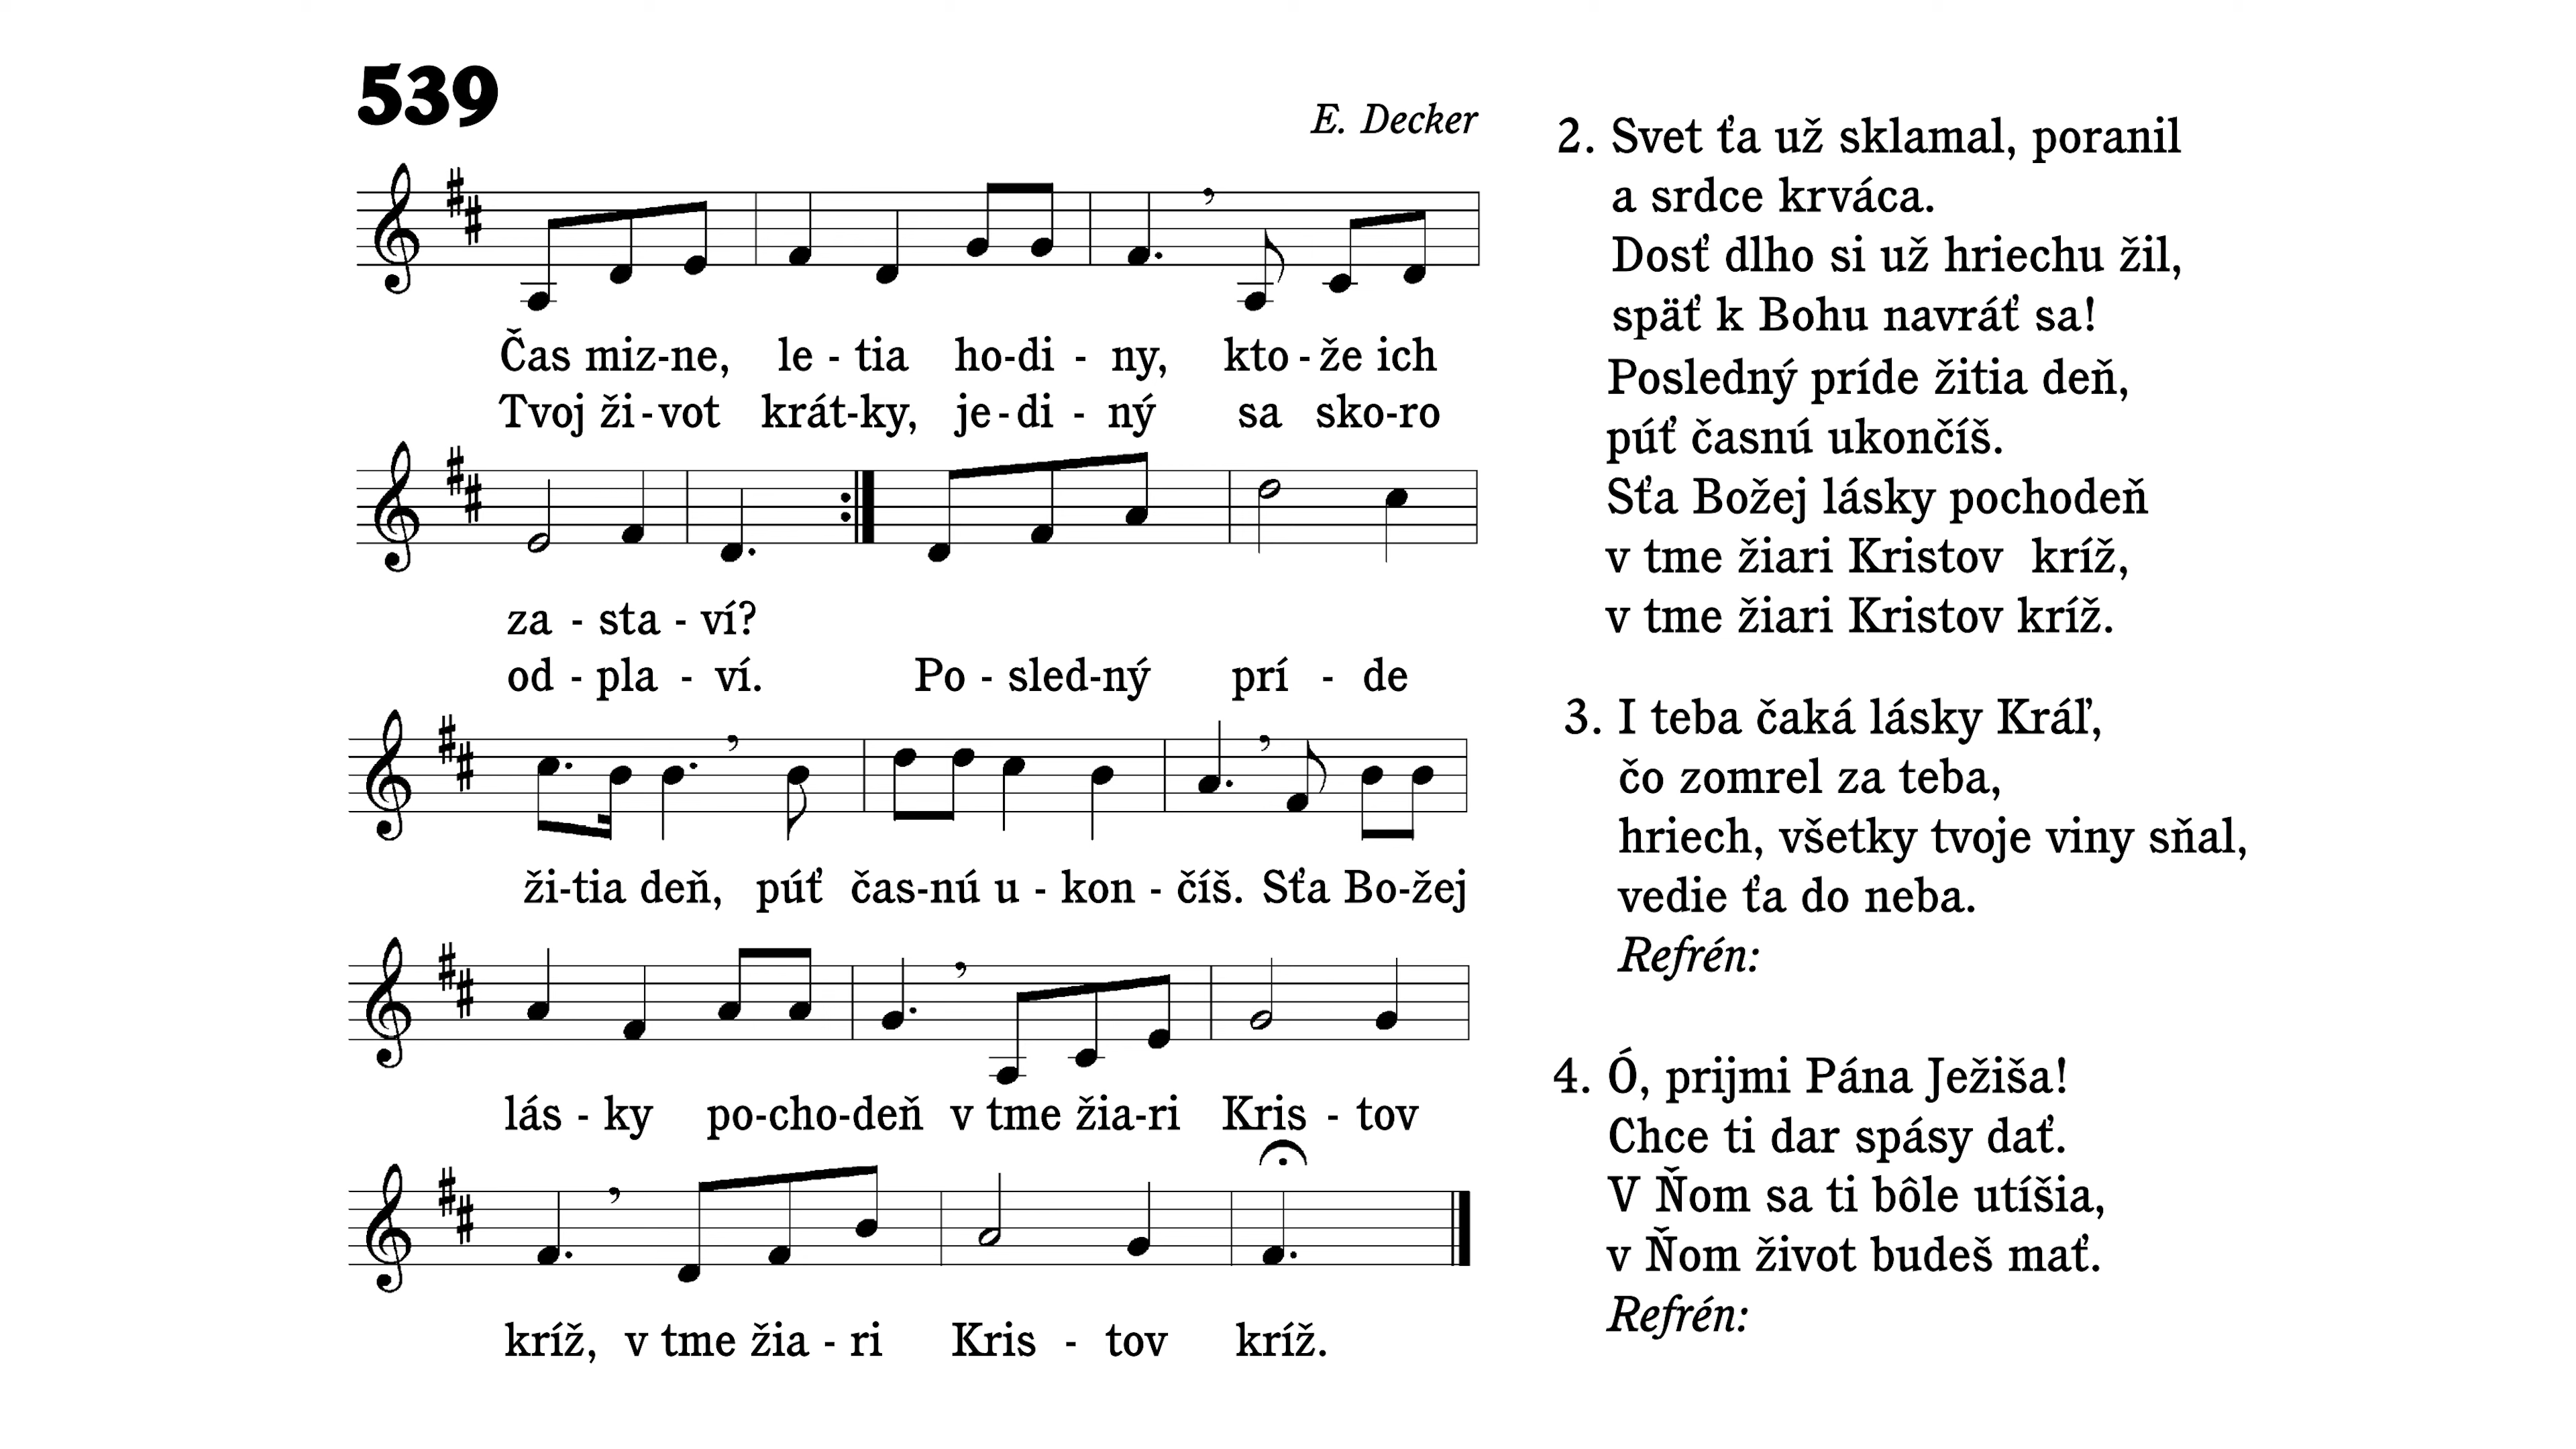 539
E. Decker
Čas miz-ne, le - tia ho-di - ny, kto - že ich
Tvoj ži - vot krát-ky, je - di - ný sa sko-ro
za - sta - ví?
od - pla - ví. Po - sled-ný prí - de
ži-tia deň, púť čas-nú u - kon - číš. Sťa Bo-žej
lás - ky po-cho-deň v tme žia-ri Kris - tov
kríž, v tme žia - ri Kris - tov kríž.
2. Svet ťa už sklamal, poranil
a srdce krváca.
Dosť dlho si už hriechu žil,
späť k Bohu navráť sa!
Posledný príde žitia deň,
púť časnú ukončíš.
Sťa Božej lásky pochodeň
v tme žiari Kristov kríž,
v tme žiari Kristov kríž.
3. I teba čaká lásky Kráľ,
čo zomrel za teba,
hriech, všetky tvoje viny sňal,
vedie ťa do neba.
Refrén:
4. Ó, prijmi Pána Ježiša!
Chce ti dar spásy dať.
V Ňom sa ti bôle utíšia,
v Ňom život budeš mať.
Refrén: